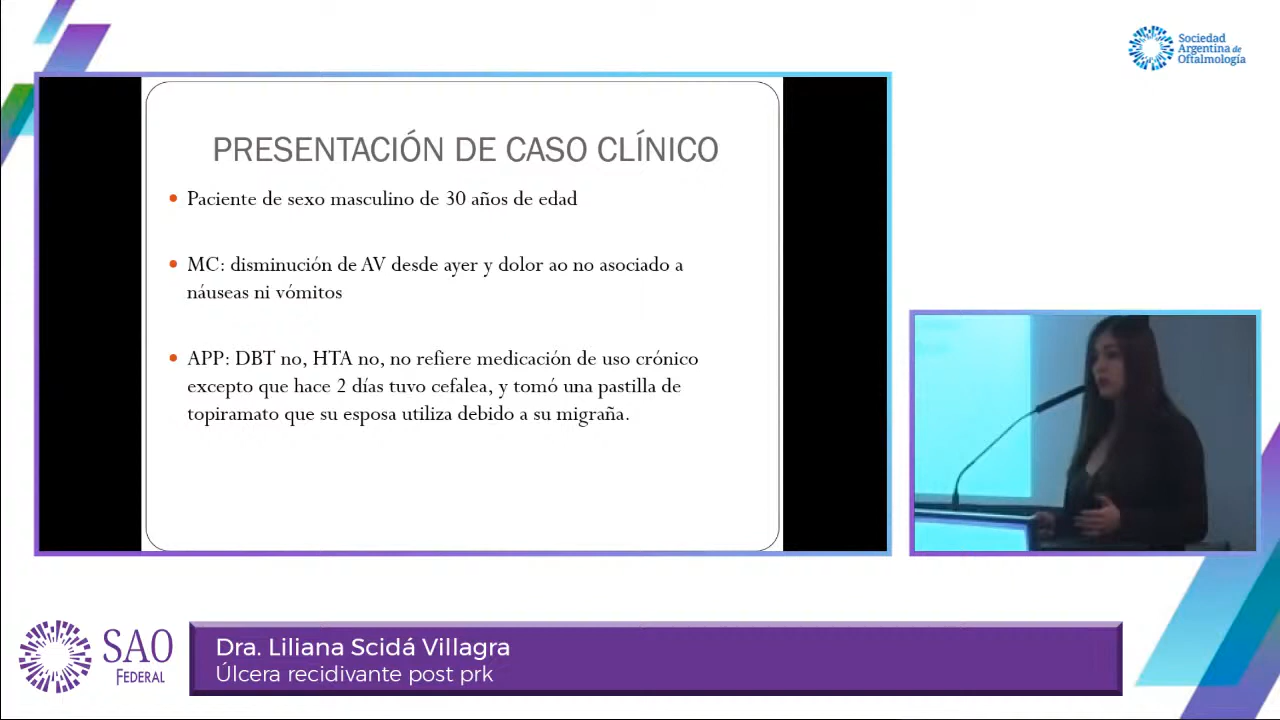 Sociedad
Argentina de
Oftalmología
PRESENTACIÓN DE CASO CLÍNICO
• Paciente de sexo masculino de 30 años de edad
• MC: disminución de AV desde ayer y dolor ao no asociado a
náuseas ni vómitos
• APP: DBT no, HTA no, no refiere medicación de uso crónico
excepto que hace 2 días tuvo cefalea, y tomó una pastilla de
topiramato que su esposa utiliza debido a su migraña.
SAO
FEDERAL
Dra. Liliana Scidá Villagra
Úlcera recidivante post prk